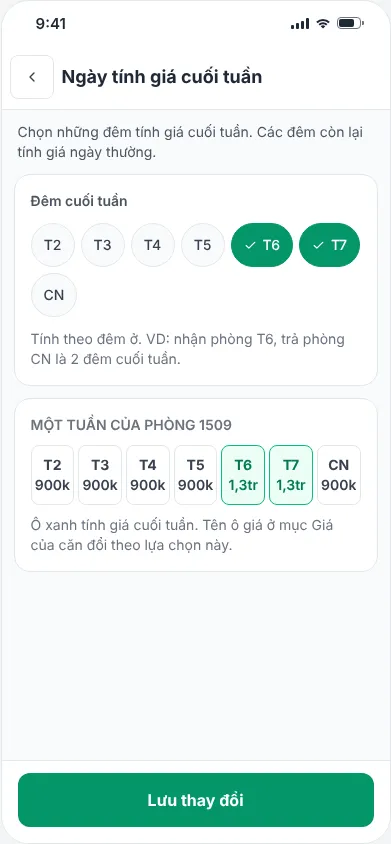 9:41
Ngày tính giá cuối tuần
Chọn những đêm tính giá cuối tuần. Các đêm còn lại
tính giá ngày thường.
Đêm cuối tuần
T2 T3 T4 T5 T6 T7
CN
Tính theo đêm ở. VD: nhận phòng T6, trả phòng
CN là 2 đêm cuối tuần.
MỘT TUẦN CỦA PHÒNG 1509
T2 T3 T4 T5 T6 T7 CN
900k 900k 900k 900k 1,3tr 1,3tr 900k
Ô xanh tính giá cuối tuần. Tên ô giá ở mục Giá
của căn đổi theo lựa chọn này.
Lưu thay đổi